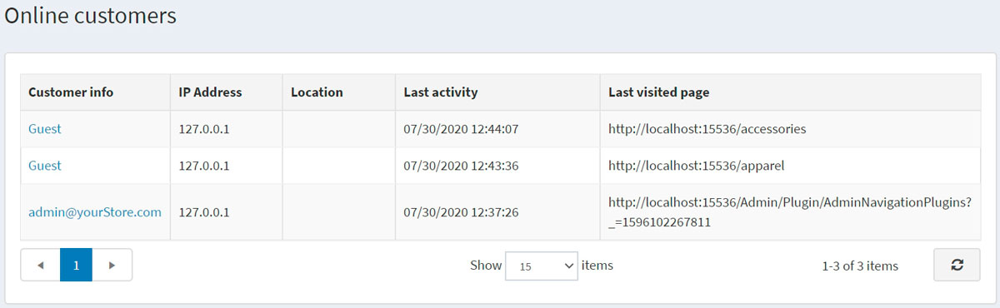 Online customers
Customer info IP Address Location Last activity Last visited page
Guest 127.0.0.1 07/30/2020 12:44:07 http://localhost:15536/accessories
Guest 127.0.0.1 07/30/2020 12:43:36 http://localhost:15536/apparel
admin@yourStore.com 127.0.0.1 07/30/2020 12:37:26 http://localhost:15536/Admin/Plugin/AdminNavigationPlugins?
_=1596102267811
1 Show 15 items 1-3 of 3 items